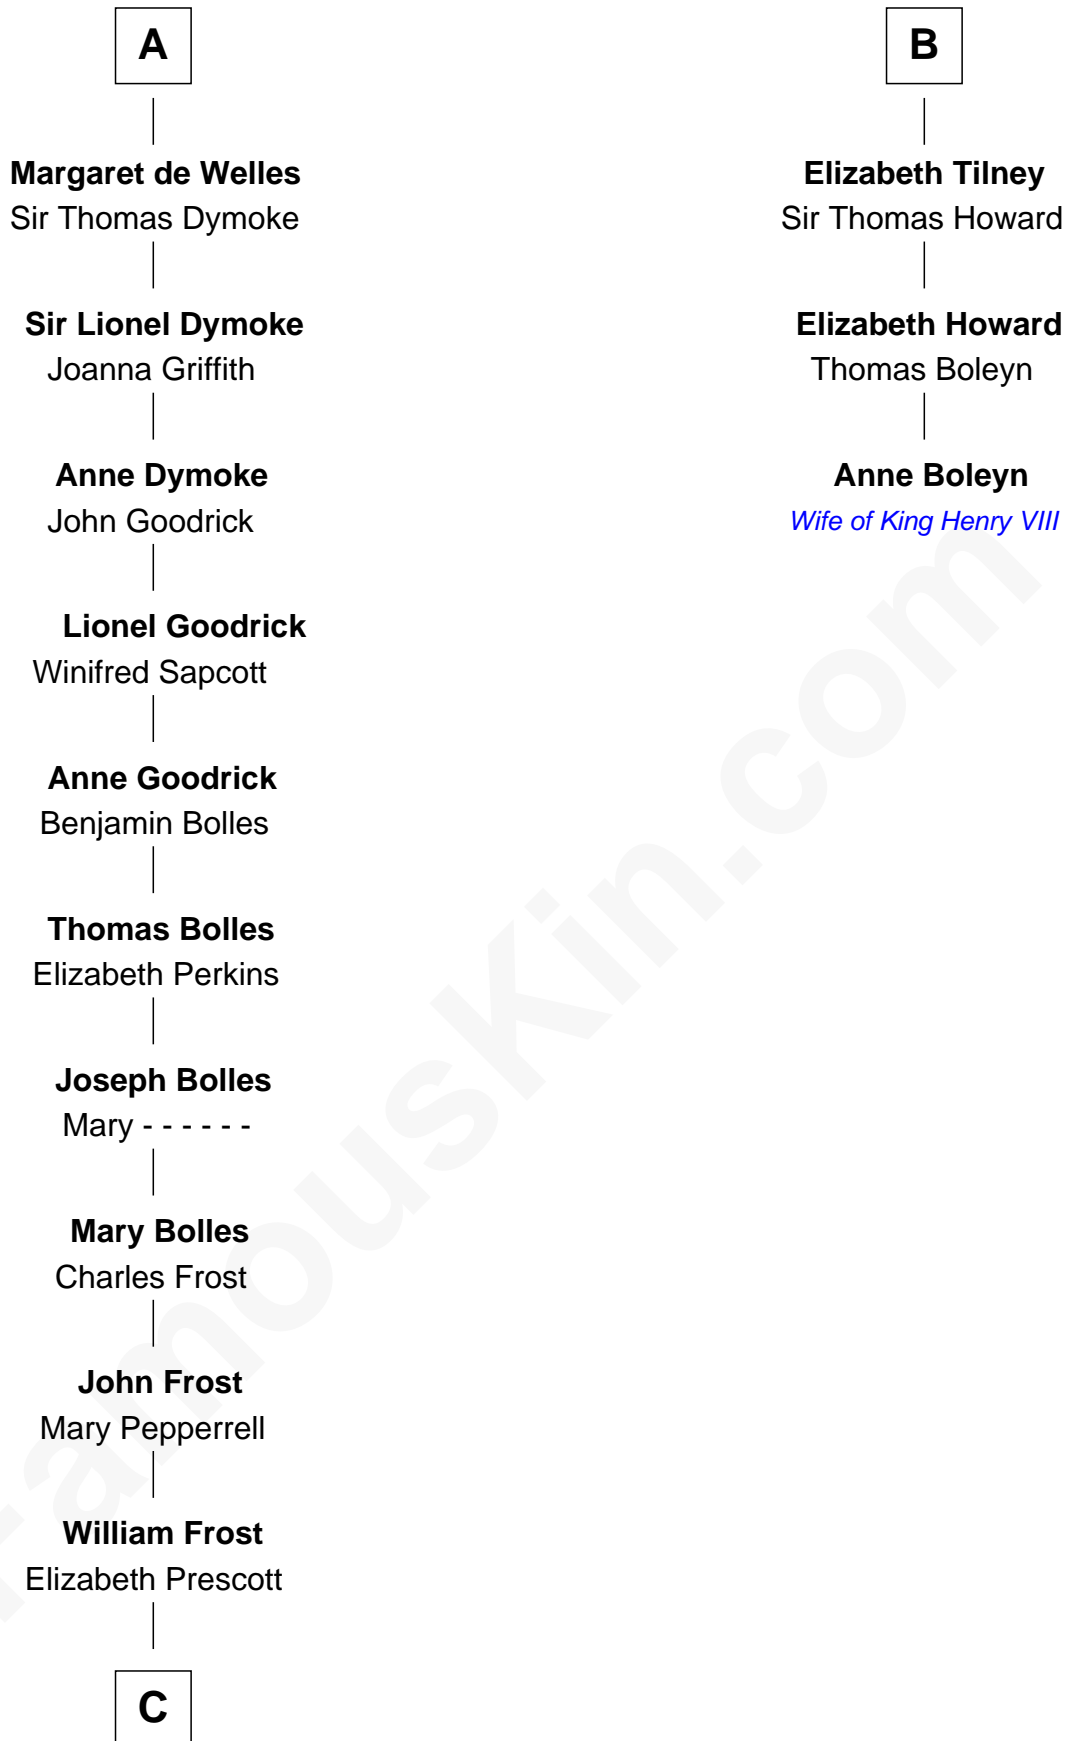 A
Margaret de Welles
Sir Thomas Dymoke
Sir Lionel Dymoke
Joanna Griffith
Anne Dymoke
John Goodrick
Lionel Goodrick
Winifred Sapcott
Anne Goodrick
Benjamin Bolles
Thomas Bolles
Elizabeth Perkins
Joseph Bolles
Mary - - - - - -
Mary Bolles
Charles Frost
John Frost
Mary Pepperrell
William Frost
Elizabeth Prescott
C
B
Elizabeth Tilney
Sir Thomas Howard
Elizabeth Howard
Thomas Boleyn
Anne Boleyn
Wife of King Henry VIII
FamousKin.com